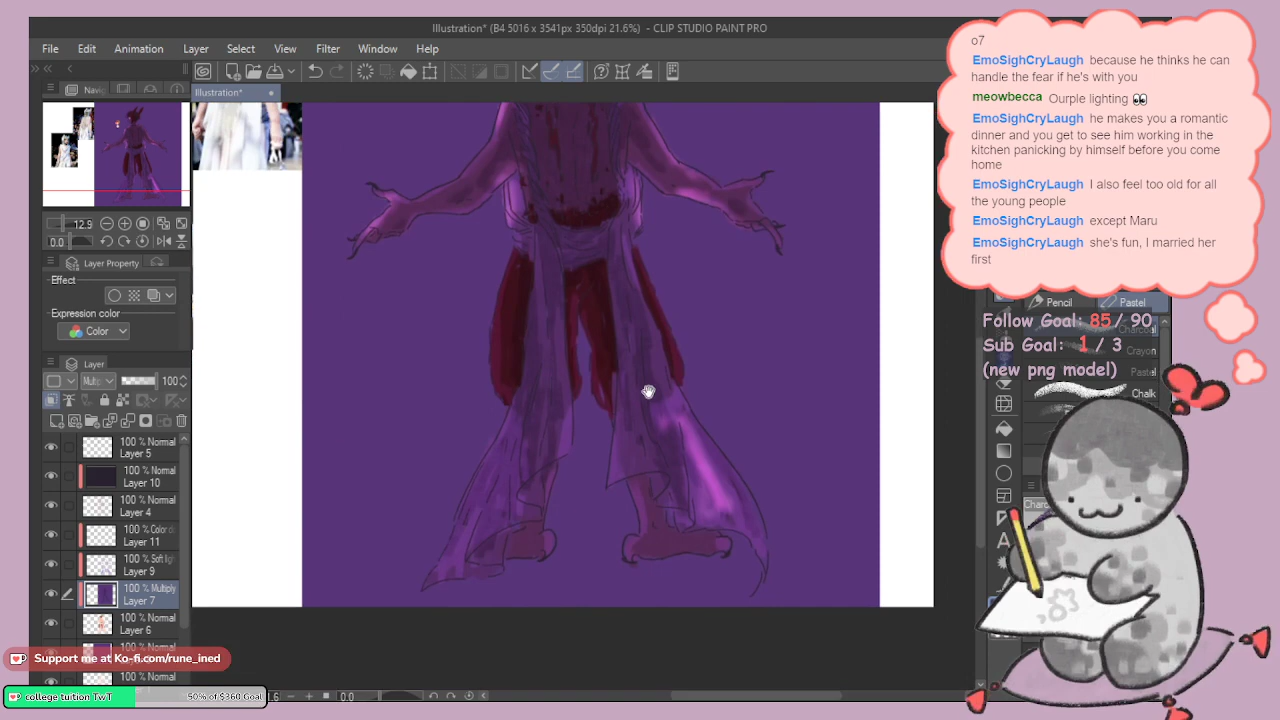 Illustration* (B4 5016 x 3541px 350dpi 21.6%) - CLIP STUDIO PAINT PRO
File Edit Animation Layer Select View Filter Window Help
Illustration*
12.9
0.0
Layer Property
Effect
Expression color
Color
Layer
100
100 % Normal
Layer 5
100 % Normal
Layer 10
100 % Normal
Layer 4
Layer 11
Layer 9
100 % Multiply
Layer 7
100 % Normal
Layer 6
100 % Normal
0.0
Support me at Ko-fi.com/rune_ined
college tuition TwT
50% of $360 Goal
o7
EmoSighCryLaugh because he thinks he can
handle the fear if he's with you
meowbecca Ourple lighting 👀
EmoSighCryLaugh he makes you a romantic
dinner and you get to see him working in the
kitchen panicking by himself before you come
home
EmoSighCryLaugh I also feel too old for all
the young people
EmoSighCryLaugh except Maru
EmoSighCryLaugh she's fun, I married her
first
Pencil Pastel
Follow Goal: 85 / 90
Charcoal
Sub Goal: 1 / 3
Crayon
(new png model)
Pastel
Chalk